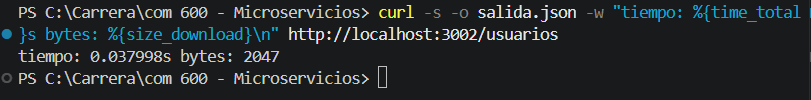 PS C:\Carrera\com 600 - Microservicios> curl -s -o salida.json -w "tiempo: %{time_total
}s bytes: %{size_download}\n" http://localhost:3002/usuarios
tiempo: 0.037998s bytes: 2047
PS C:\Carrera\com 600 - Microservicios>